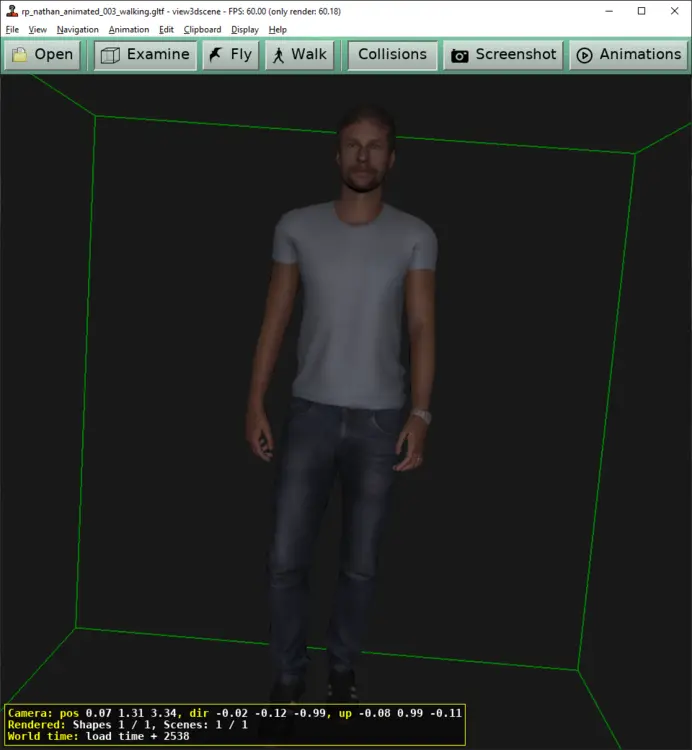 rp_nathan_animated_003_walking.gltf - view3dscene - FPS: 60.00 (only render: 60.18)
File View Navigation Animation Edit Clipboard Display Help
Open Examine Fly Walk Collisions Screenshot Animations
Camera: pos 0.07 1.31 3.34, dir -0.02 -0.12 -0.99, up -0.08 0.99 -0.11
Rendered: Shapes 1 / 1, Scenes: 1 / 1
World time: load time + 2538